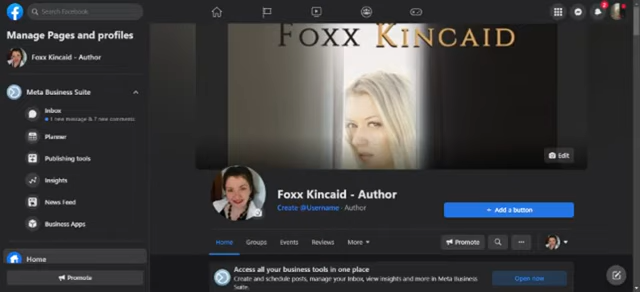 Search Facebook
2
Manage Pages and profiles
Foxx Kincaid - Author
Meta Business Suite
Inbox
1 new message & 7 new comments
Planner
Publishing tools
Insights
News Feed
Business Apps
Home
Promote
FOXX KINCAID
Edit
Foxx Kincaid - Author
Create @Username · Author
+ Add a button
Home
Groups
Events
Reviews
More
Promote
Access all your business tools in one place
Create and schedule posts, manage your inbox, view insights and more in Meta Business
Suite.
Open now